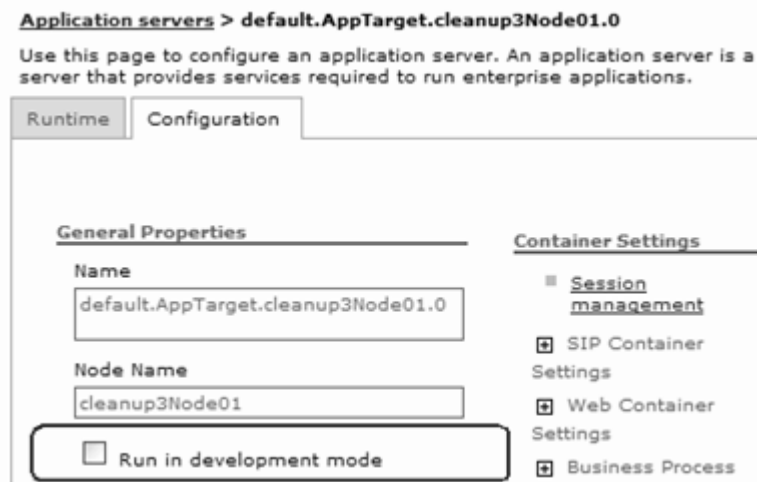 Application servers > default.AppTarget.cleanup3Node01.0
Use this page to configure an application server. An application server is a
server that provides services required to run enterprise applications.
Runtime
Configuration
General Properties
Name
default.AppTarget.cleanup3Node01.0
Node Name
cleanup3Node01
Run in development mode
Container Settings
Session
management
SIP Container
Settings
Web Container
Settings
Business Process